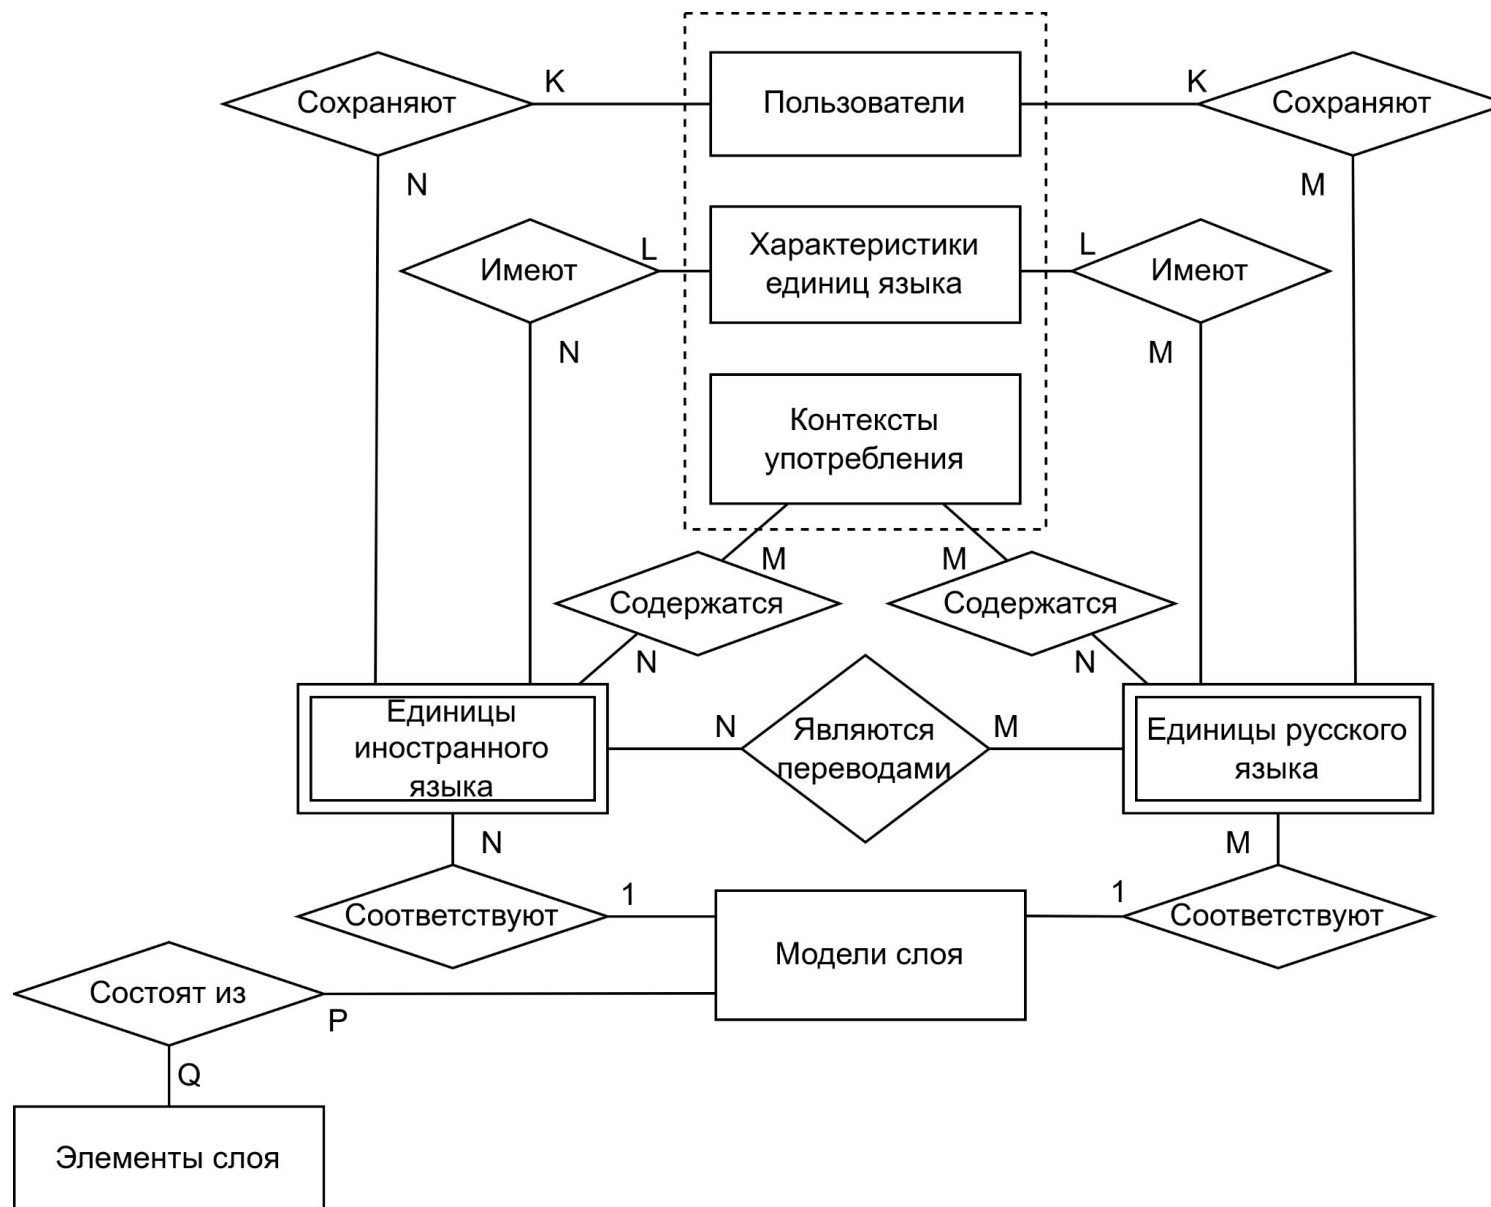 Сохраняют
K
Пользователи
K
Сохраняют
N
M
Имеют
L
Характеристики
единиц языка
L
Имеют
N
M
Контексты
употребления
M
M
Содержатся
Содержатся
N
N
Единицы
иностранного
языка
N
Являются
переводами
M
Единицы русского
языка
N
M
Соответствуют
1
Модели слоя
1
Соответствуют
Состоят из
P
Q
Элементы слоя